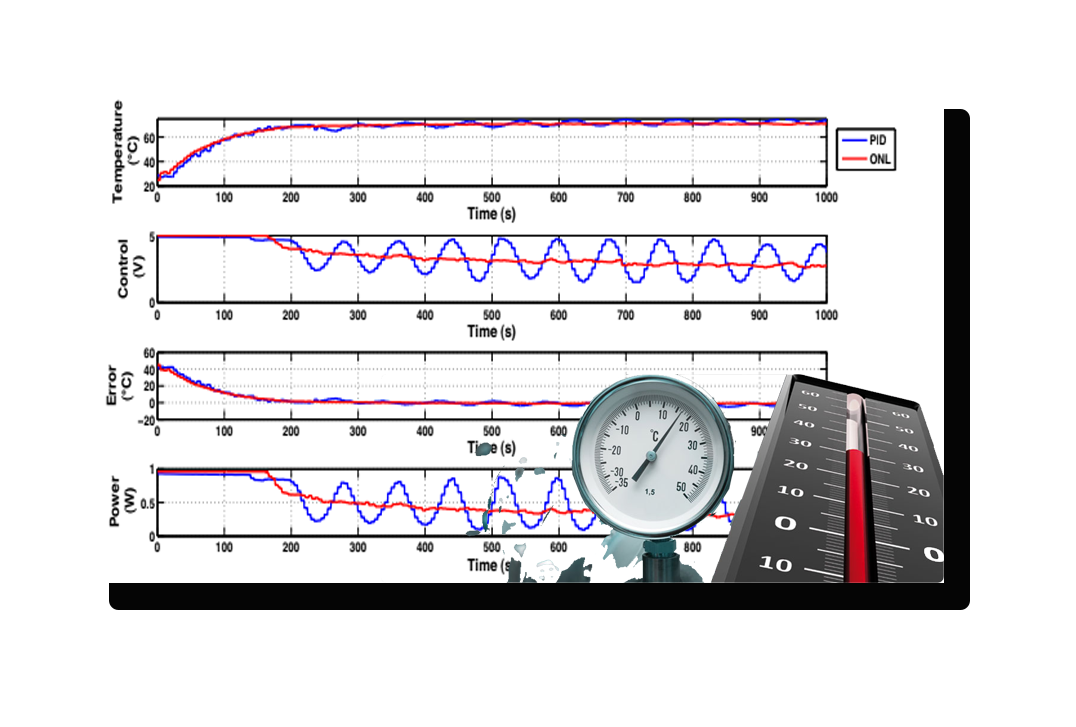 Temperature
(°C)
60
40
20
0 100 200 300 400 500 600 700 800 900 1000
Time (s)
PID
ONL
Control
(V)
5
0
0 100 200 300 400 500 600 700 800 900 1000
Time (s)
Error
(°C)
60
40
20
0
−20
0 100 200 300 400 500 600 900
Time (s)
Power
(W)
1
0.5
0
0 100 200 300 400 500 600
Time (s
-35
-30
-20
-10
0
10
20
30
40
50
°C
1,5
60 60
50 50
40 40
30 30
20 20
10 10
0 0
10